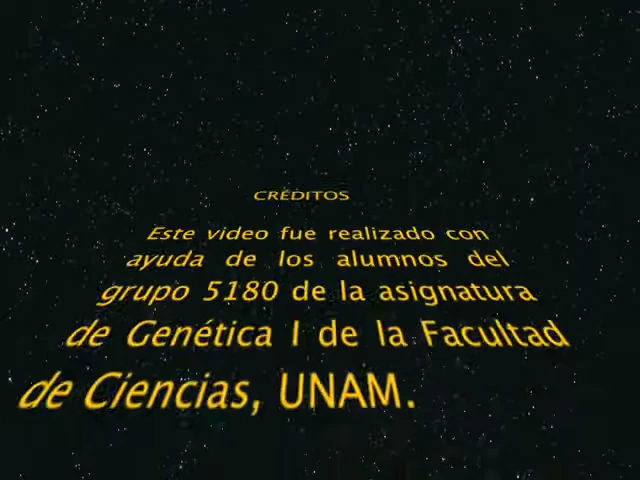 CRÉDITOS
Este video fue realizado con
ayuda de los alumnos del
grupo 5180 de la asignatura
de Genética I de la Facultad
de Ciencias, UNAM.